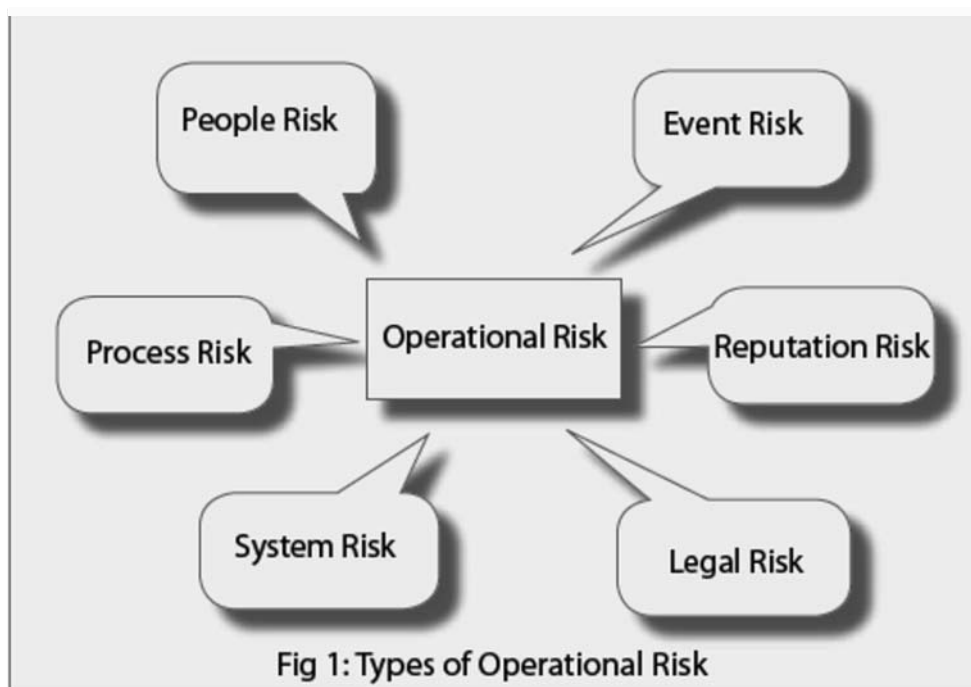 People Risk
Event Risk
Operational Risk
Process Risk
Reputation Risk
System Risk
Legal Risk
Fig 1: Types of Operational Risk